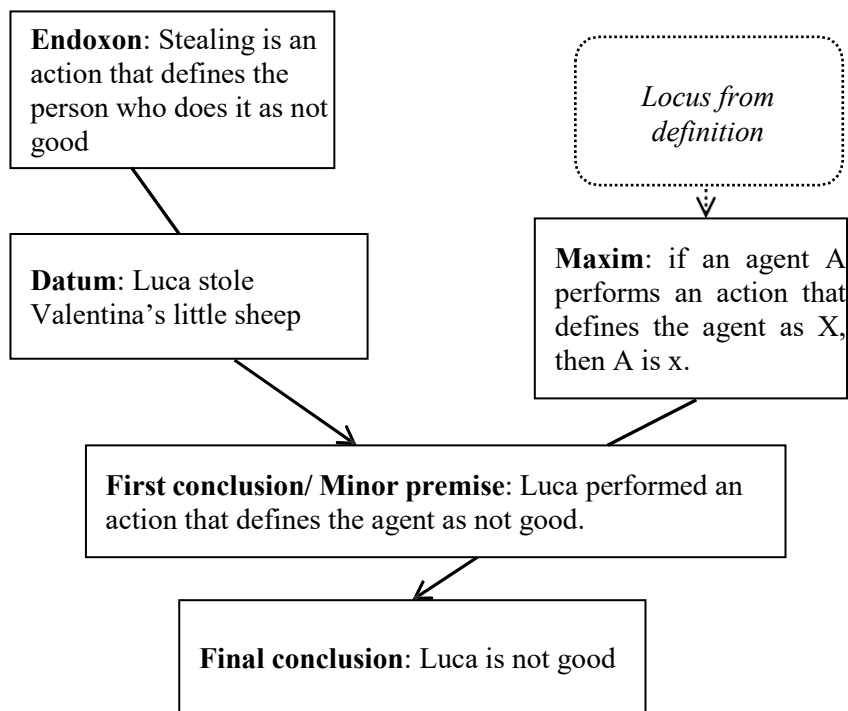 Endoxon: Stealing is an
action that defines the
person who does it as not
good
Locus from
definition
Datum: Luca stole
Valentina's little sheep
Maxim: if an agent A
performs an action that
defines the agent as X,
then A is x.
First conclusion/ Minor premise: Luca performed an
action that defines the agent as not good.
Final conclusion: Luca is not good